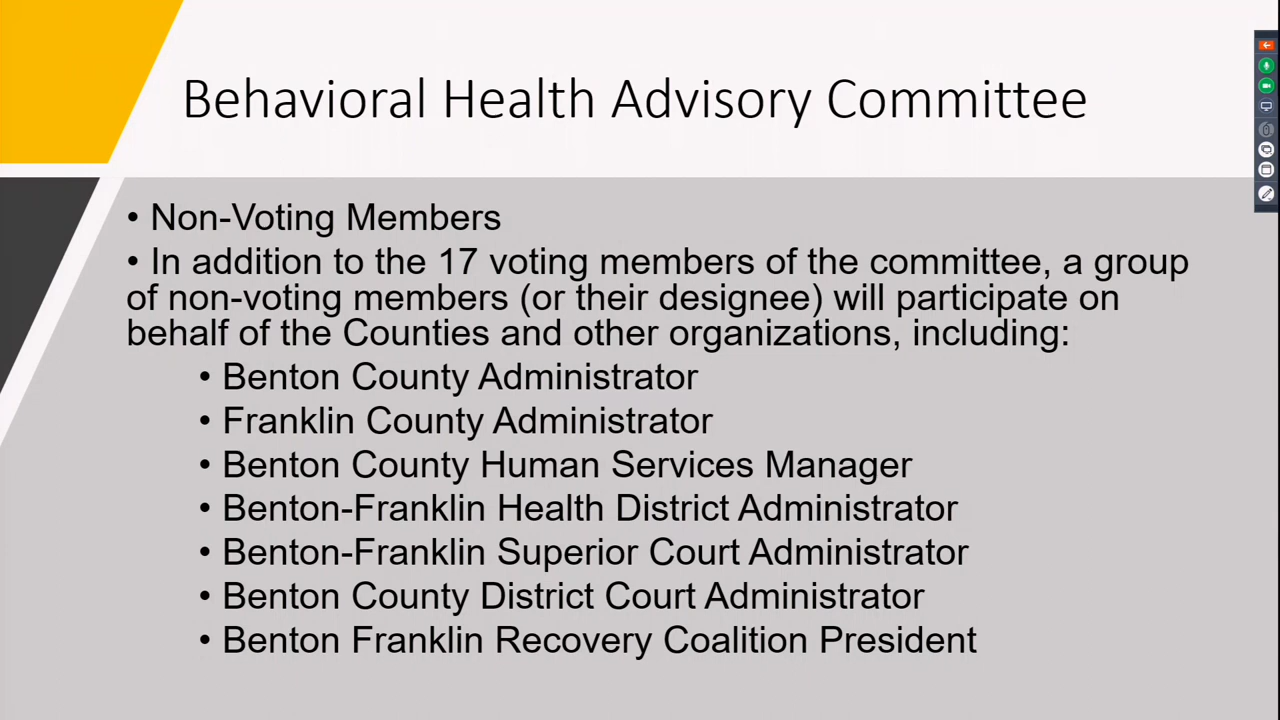 Behavioral Health Advisory Committee
• Non-Voting Members
• In addition to the 17 voting members of the committee, a group
of non-voting members (or their designee) will participate on
behalf of the Counties and other organizations, including:
• Benton County Administrator
• Franklin County Administrator
• Benton County Human Services Manager
• Benton-Franklin Health District Administrator
• Benton-Franklin Superior Court Administrator
• Benton County District Court Administrator
• Benton Franklin Recovery Coalition President